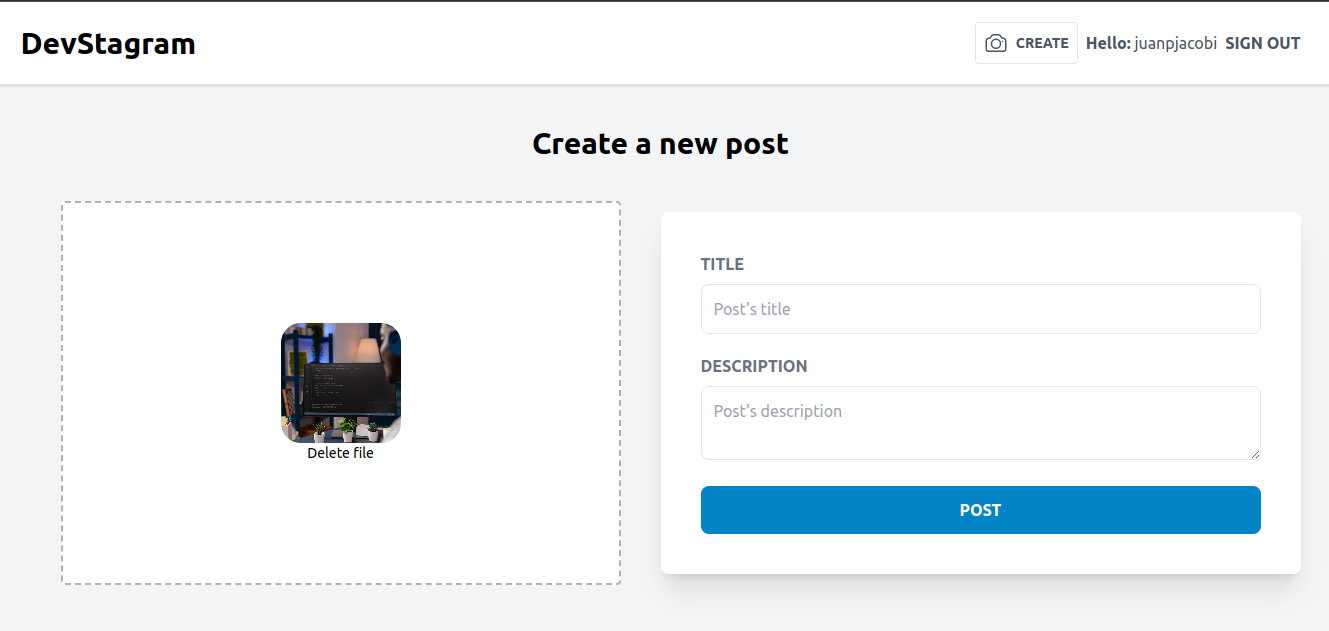 DevStagram
CREATE Hello: juanpjacobi SIGN OUT
Create a new post
Delete file
TITLE
Post's title
DESCRIPTION
Post's description
POST